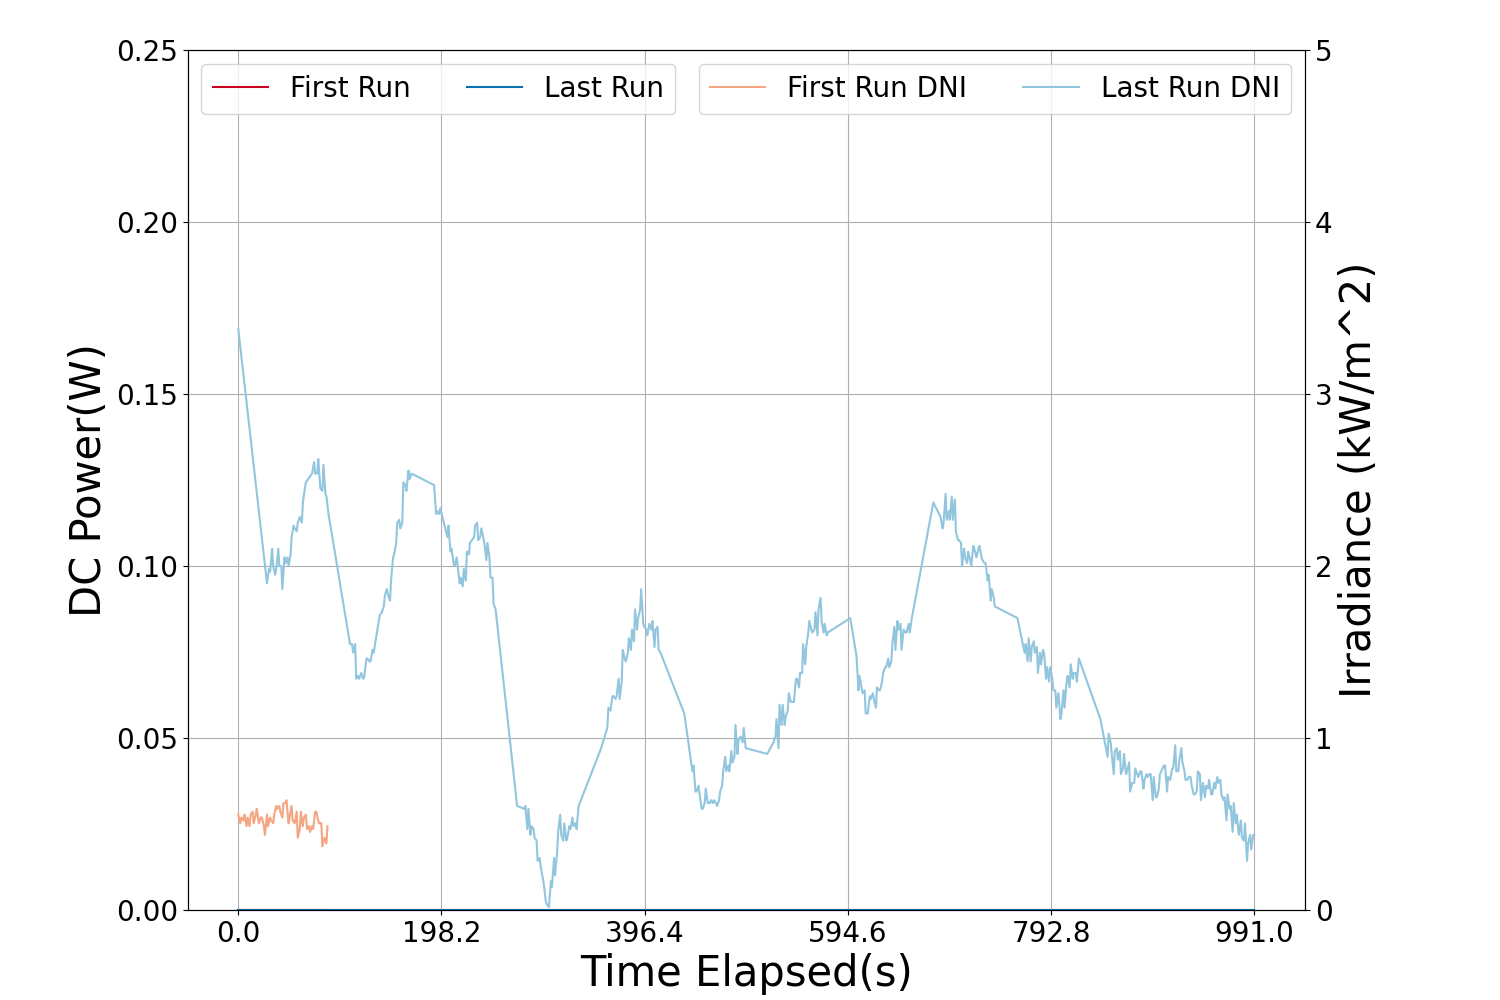 First Run Last Run First Run DNI Last Run DNI
DC Power(W)
0.25
0.20
0.15
0.10
0.05
0.00
5
4
3
2
1
0
Irradiance (kW/m^2)
0.0 198.2 396.4 594.6 792.8 991.0
Time Elapsed(s)